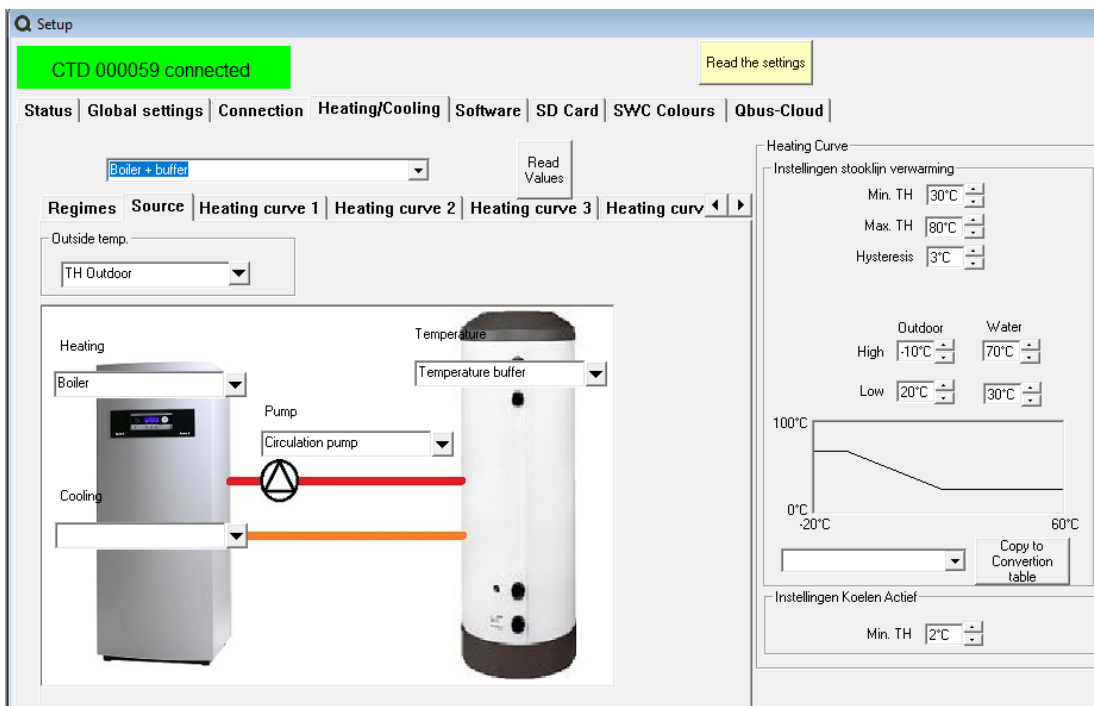 Setup
CTD 000059 connected
Read the settings
Status Global settings Connection Heating/Cooling Software SD Card SWC Colours Qbus-Cloud
Boiler + buffer
Read
Values
Regimes Source Heating curve 1 Heating curve 2 Heating curve 3 Heating curv
Outside temp.
TH Outdoor
Heating
Boiler
Pump
Circulation pump
Cooling
Temperature
Temperature buffer
Heating Curve
Instellingen stooklijn verwarming
Min. TH 30°C
Max. TH 80°C
Hysteresis 3°C
Outdoor Water
High -10°C 70°C
Low 20°C 30°C
100°C
0°C
-20°C 60°C
Copy to
Convertion
table
Instellingen Koelen Actief
Min. TH 2°C